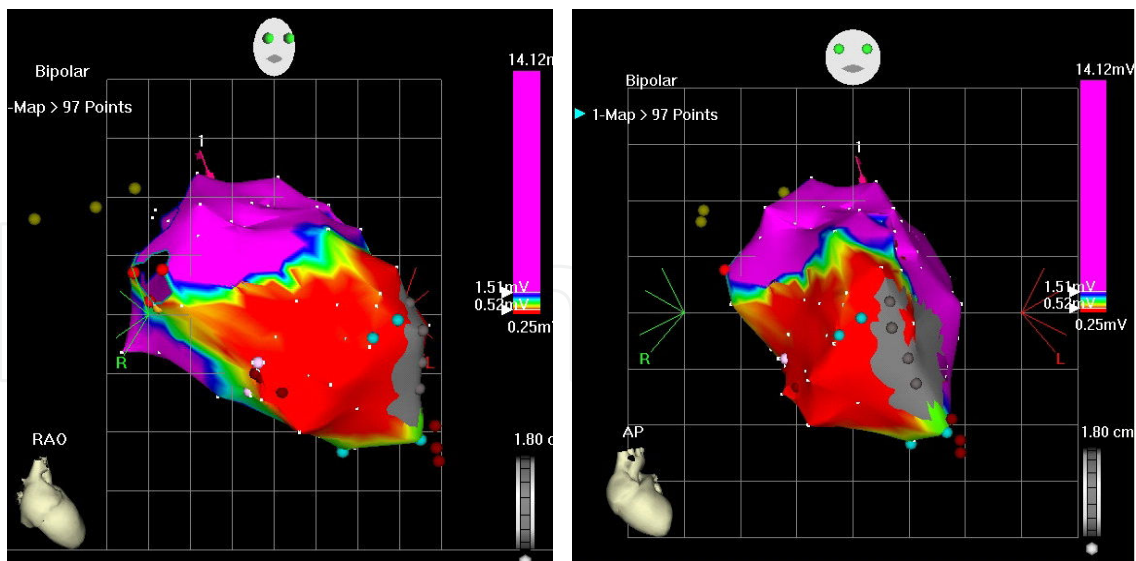 14.12m
Bipolar
-Map > 97 Points
1
1.51mV
0.52mV
0.25mV
R
L
RAO
1.80 c
14.12mV
Bipolar
1-Map > 97 Points
1
1.51mV
0.52mV
0.25mV
R
L
AP
1.80 cm